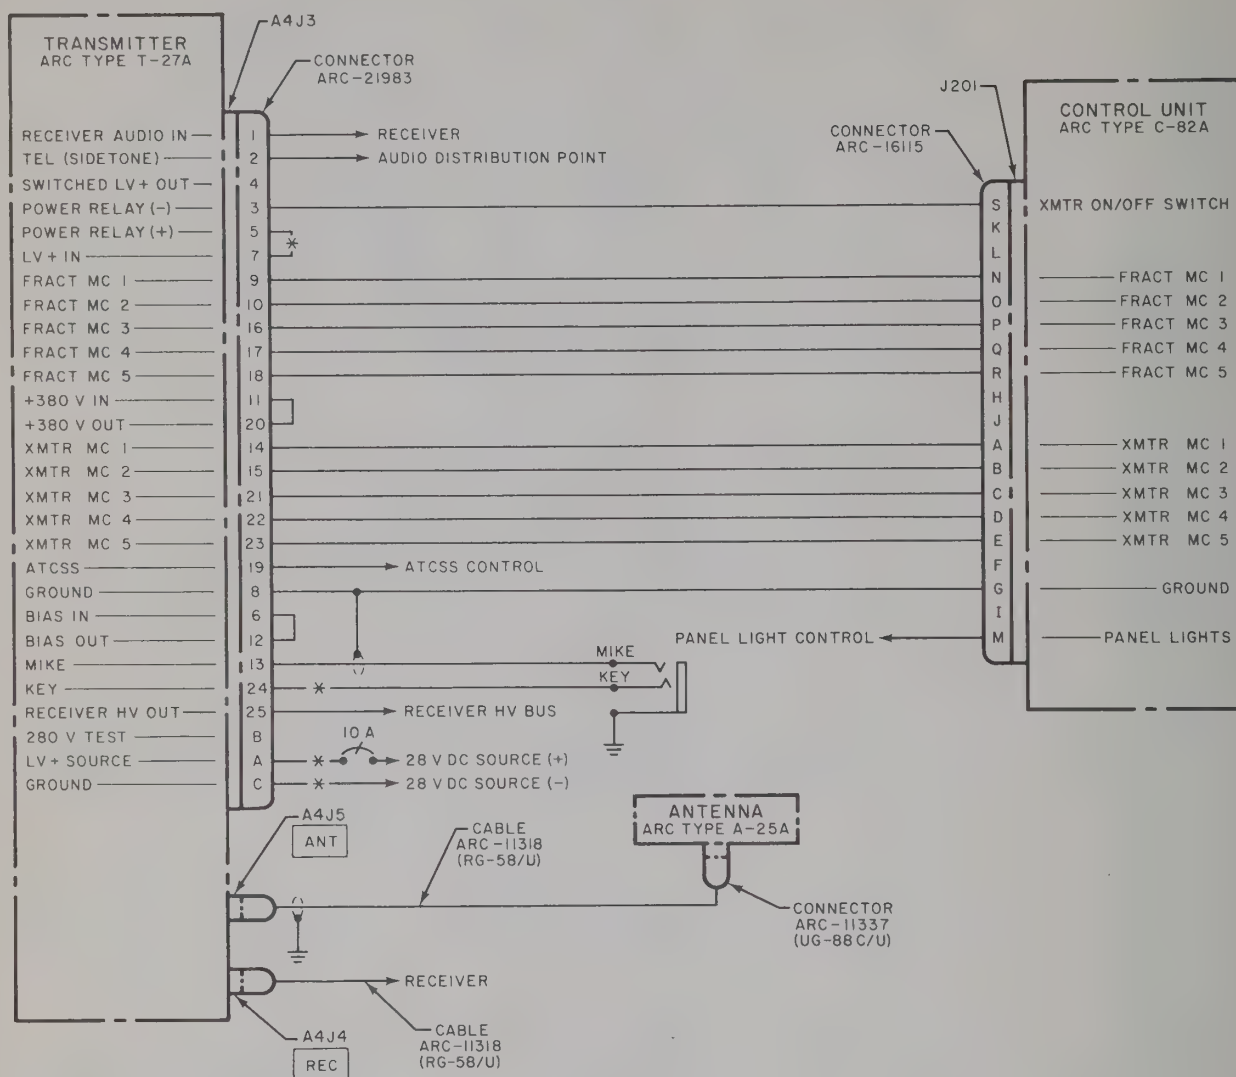 A4J3
TRANSMITTER
ARC TYPE T-27A
CONNECTOR
ARC-21983
J201
CONTROL UNIT
ARC TYPE C-82A
CONNECTOR
ARC-16115
RECEIVER AUDIO IN 1 RECEIVER
TEL (SIDETONE) 2 AUDIO DISTRIBUTION POINT
SWITCHED LV+ OUT 4
POWER RELAY (-) 3 S XMTR ON/OFF SWITCH
POWER RELAY (+) 5 * K
LV+ IN 7 L
FRACT MC 1 9 N FRACT MC 1
FRACT MC 2 10 O FRACT MC 2
FRACT MC 3 16 P FRACT MC 3
FRACT MC 4 17 Q FRACT MC 4
FRACT MC 5 18 R FRACT MC 5
+380 V IN 11 H
+380 V OUT 20 J
XMTR MC 1 14 A XMTR MC 1
XMTR MC 2 15 B XMTR MC 2
XMTR MC 3 21 C XMTR MC 3
XMTR MC 4 22 D XMTR MC 4
XMTR MC 5 23 E XMTR MC 5
ATCSS 19 ATCSS CONTROL F
GROUND 8 G GROUND
BIAS IN 6 I
BIAS OUT 12 PANEL LIGHT CONTROL M PANEL LIGHTS
MIKE 13 MIKE
KEY 24 * KEY
RECEIVER HV OUT 25 RECEIVER HV BUS
280 V TEST B 10 A
LV+ SOURCE A * 28 V DC SOURCE (+)
GROUND C * 28 V DC SOURCE (-)
A4J5
ANT
CABLE
ARC-11318
(RG-58/U)
ANTENNA
ARC TYPE A-25A
CONNECTOR
ARC-11337
(UG-88C/U)
RECEIVER
A4J4
REC
CABLE
ARC-11318
(RG-58/U)